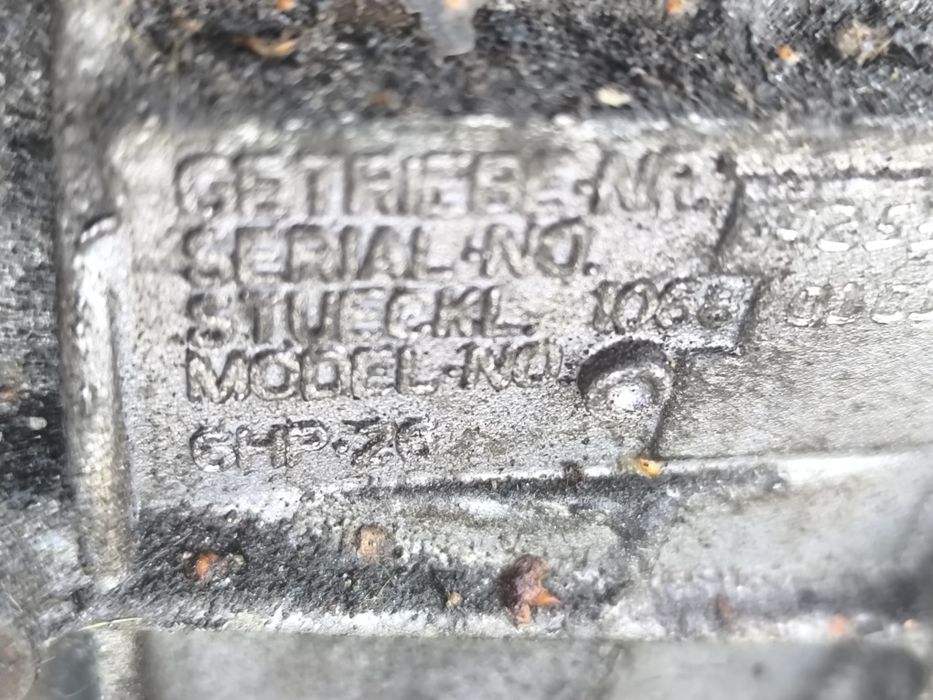 GETRIEBE-NR.
SERIAL-NO.
STUECKL. 1068
MODEL-NO.
6HP-26